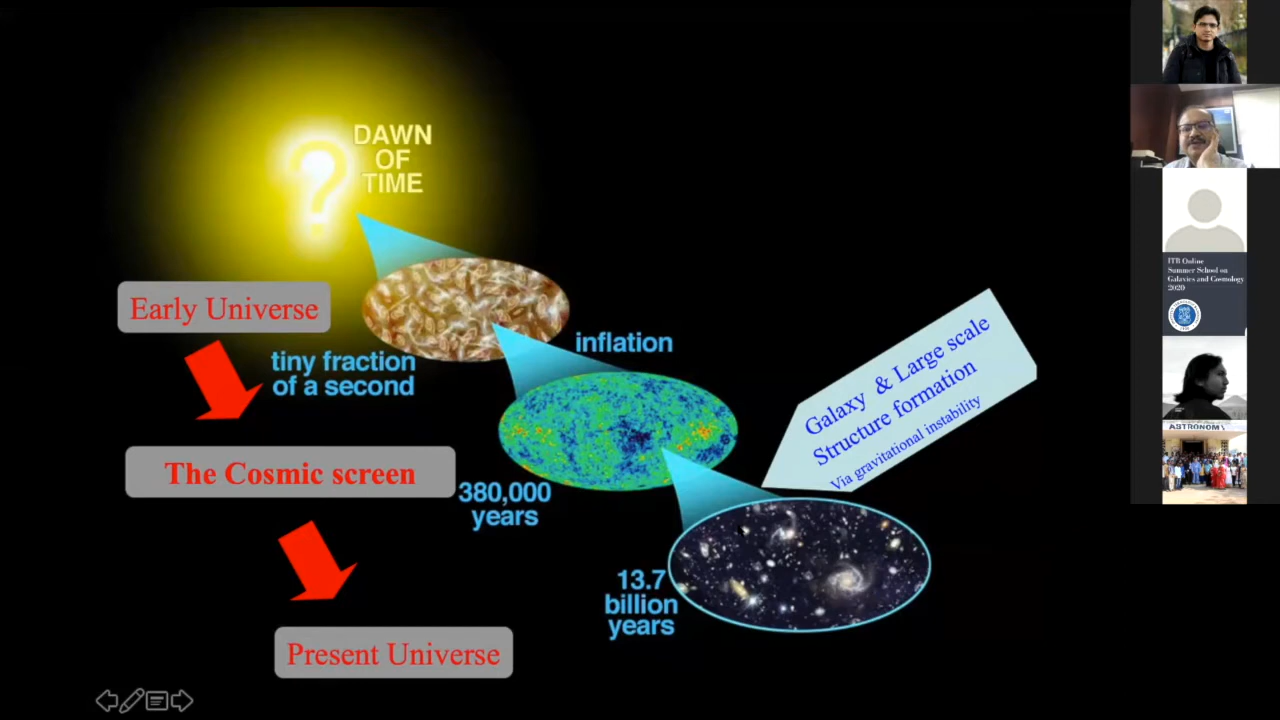 ?
DAWN
OF
TIME
Early Universe
tiny fraction
of a second
inflation
Galaxy & Large scale
Structure formation
Via gravitational instability
The Cosmic screen
380,000
years
13.7
billion
years
Present Universe
ITB Online
Summer School on
Galaxies and Cosmology
2020
ASTRONOMY